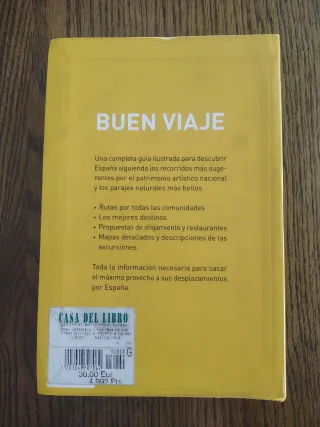 BUEN VIAJE
Una completa guía ilustrada para descubrir
España siguiendo los recorridos más suge-
rentes por el patrimonio artístico nacional
y los parajes naturales más bellos.
• Rutas por todas las comunidades
• Los mejores destinos
• Propuestas de alojamiento y restaurantes
• Mapas detallados y descripciones de las
excursiones
Toda la información necesaria para sacar
el máximo provecho a sus desplazamientos
por España.
CASA DEL LIBRO
G
30,00 Eur
4.992 Pts